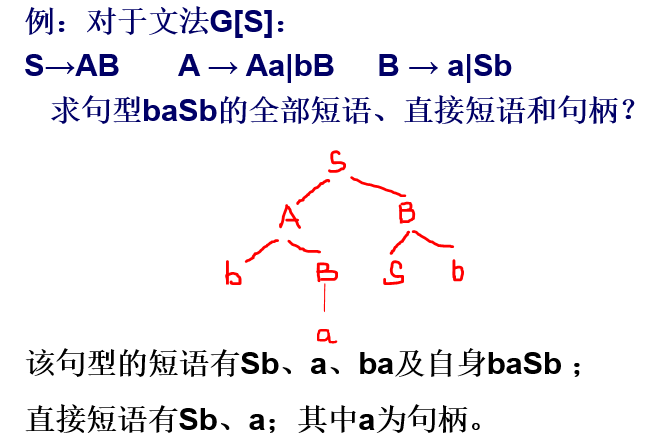 例：对于文法G[S]：
S→AB A → Aa|bB B → a|Sb
求句型baSb的全部短语、直接短语和句柄？
S
A B
b B S b
a
该句型的短语有Sb、a、ba及自身baSb；
直接短语有Sb、a；其中a为句柄。